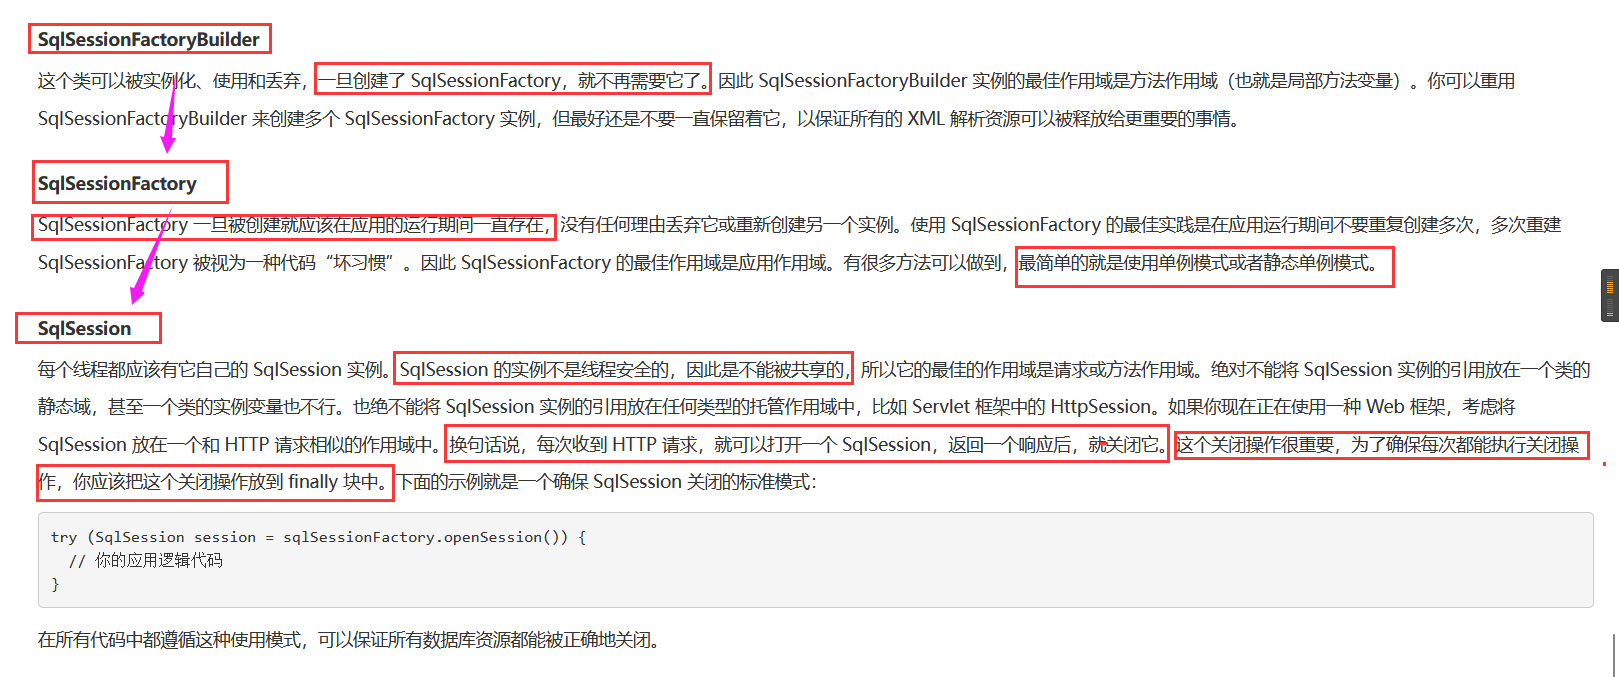 SqlSessionFactoryBuilder
这个类可以被实例化、使用和丢弃，一旦创建了 SqlSessionFactory，就不再需要它了。因此 SqlSessionFactoryBuilder 实例的最佳作用域是方法作用域（也就是局部方法变量）。你可以重用
SqlSessionFactoryBuilder 来创建多个 SqlSessionFactory 实例，但最好还是不要一直保留着它，以保证所有的 XML 解析资源可以被释放给更重要的事情。
SqlSessionFactory
SqlSessionFactory 一旦被创建就应该在应用的运行期间一直存在，没有任何理由丢弃它或重新创建另一个实例。使用 SqlSessionFactory 的最佳实践是在应用运行期间不要重复创建多次，多次重建
SqlSessionFactory 被视为一种代码“坏习惯”。因此 SqlSessionFactory 的最佳作用域是应用作用域。有很多方法可以做到，最简单的就是使用单例模式或者静态单例模式。
SqlSession
每个线程都应该有它自己的 SqlSession 实例。SqlSession 的实例不是线程安全的，因此是不能被共享的，所以它的最佳的作用域是请求或方法作用域。绝对不能将 SqlSession 实例的引用放在一个类的
静态域，甚至一个类的实例变量也不行。也绝不能将 SqlSession 实例的引用放在任何类型的托管作用域中，比如 Servlet 框架中的 HttpSession。如果你现在正在使用一种 Web 框架，考虑将
SqlSession 放在一个和 HTTP 请求相似的作用域中。换句话说，每次收到 HTTP 请求，就可以打开一个 SqlSession，返回一个响应后，就关闭它。这个关闭操作很重要，为了确保每次都能执行关闭操
作，你应该把这个关闭操作放到 finally 块中。下面的示例就是一个确保 SqlSession 关闭的标准模式：
try (SqlSession session = sqlSessionFactory.openSession()) {
// 你的应用逻辑代码
}
在所有代码中都遵循这种使用模式，可以保证所有数据库资源都能被正确地关闭。